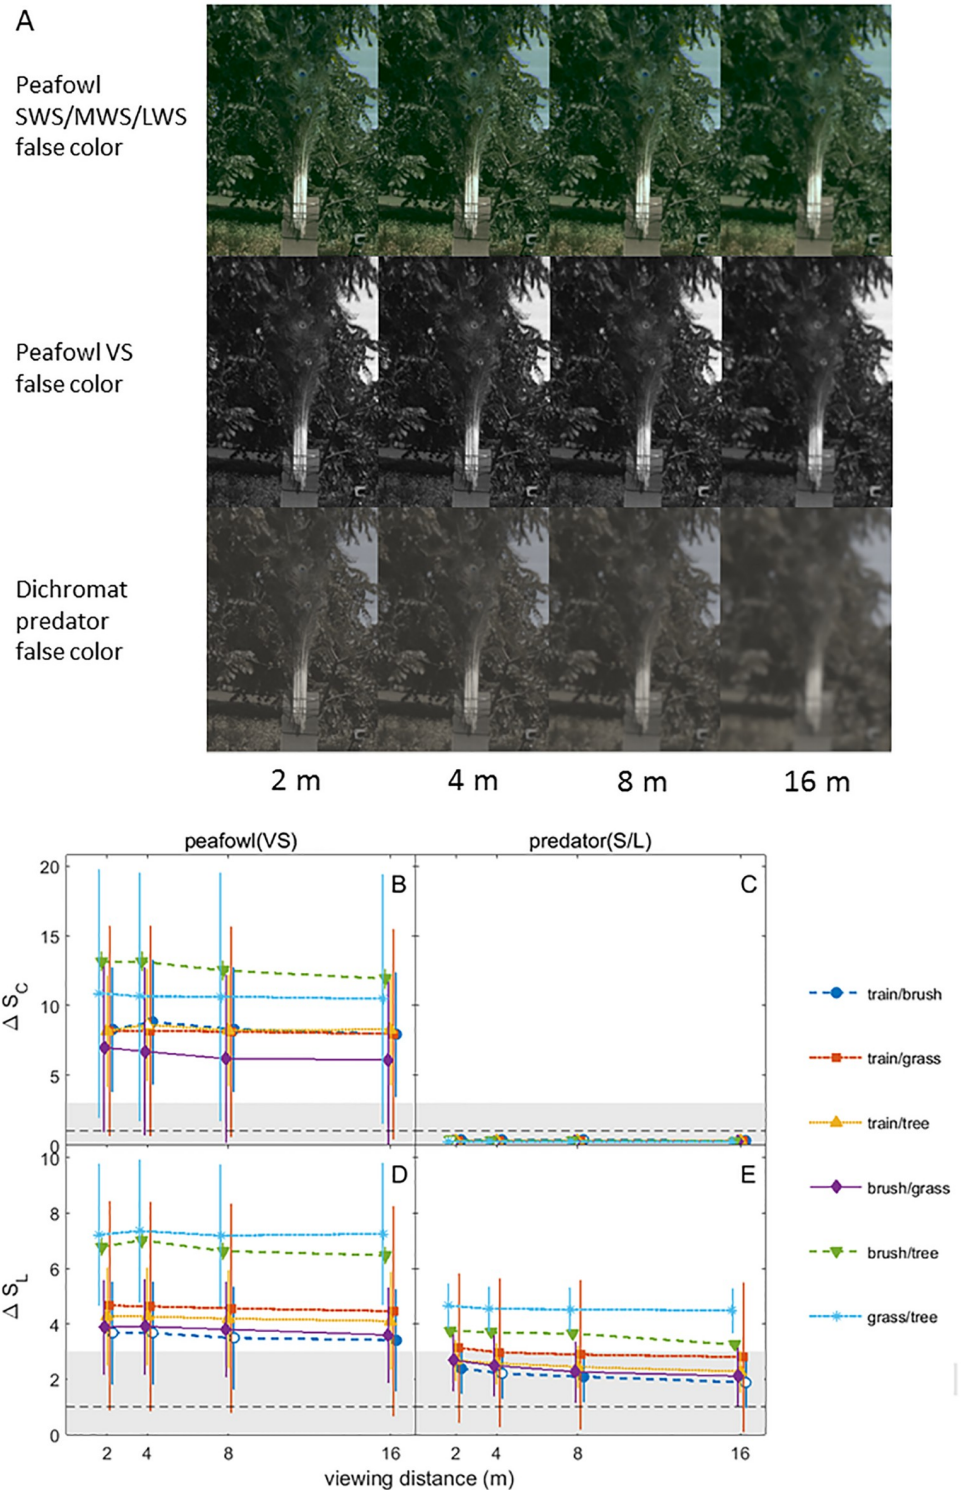 A
Peafowl
SWS/MWS/LWS
false color
Peafowl VS
false color
Dichromat
predator
false color
2 m 4 m 8 m 16 m
peafowl(VS) predator(S/L)
B
C
20
15
10
5
0
Δ S_C
D
E
10
8
6
4
2
0
Δ S_L
2 4 8 16 2 4 8 16
viewing distance (m)
train/brush
train/grass
train/tree
brush/grass
brush/tree
grass/tree